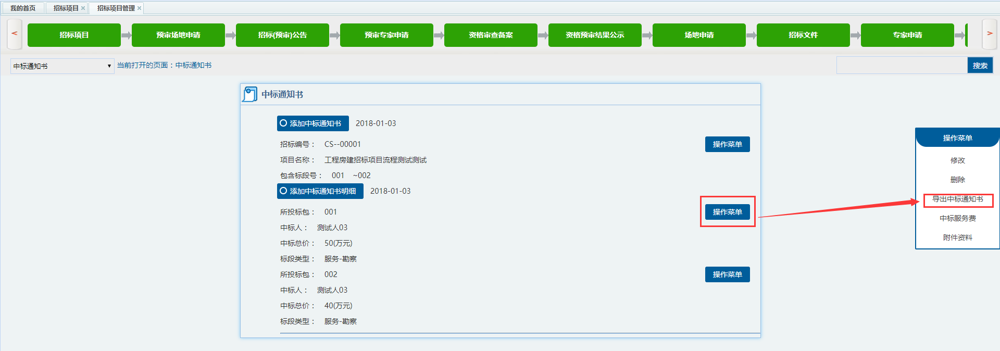 我的首页 招标项目 × 招标项目管理 ×
< 招标项目 预审场地申请 招标(预审)公告 预审专家申请 资格审查备案 资格预审结果公示 场地申请 招标文件 专家申请 >
中标通知书 ▼ 当前打开的页面：中标通知书 搜索
中标通知书
添加中标通知书 2018-01-03
招标编号： CS--00001 操作菜单
项目名称： 工程房建招标项目流程测试测试
包含标段号： 001 ~002
添加中标通知书明细 2018-01-03
所投标包： 001 操作菜单
中标人： 测试人03
中标总价： 50(万元)
标段类型： 服务-勘察
所投标包： 002 操作菜单
中标人： 测试人03
中标总价： 40(万元)
标段类型： 服务-勘察
操作菜单
修改
删除
导出中标通知书
中标服务费
附件资料